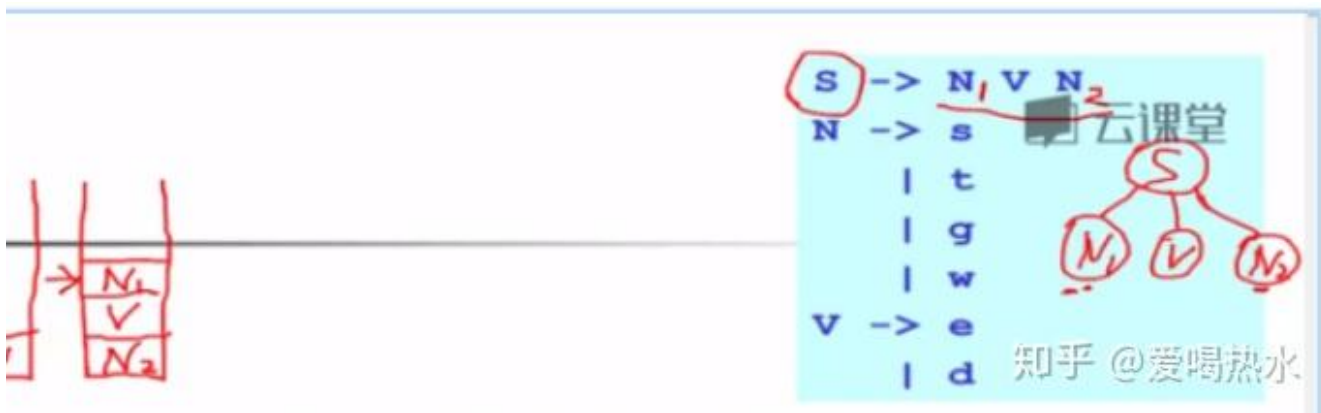 S -> N₁ V N₂
云课堂
N -> s
| t
| g
| w
V -> e
| d
S
N₁ V N₂
N₁
V
N₂
知乎 @爱喝热水